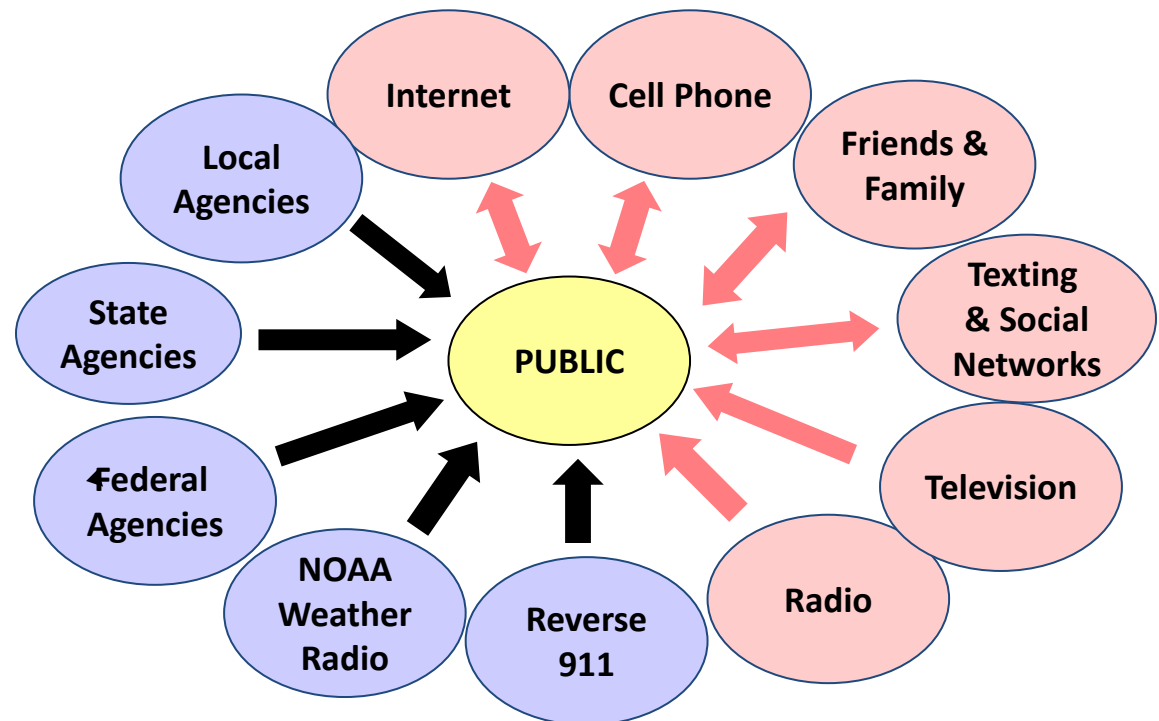 Internet
Cell Phone
Local
Agencies
Friends &
Family
State
Agencies
PUBLIC
Texting
& Social
Networks
Federal
Agencies
Television
NOAA
Weather
Radio
Reverse
911
Radio